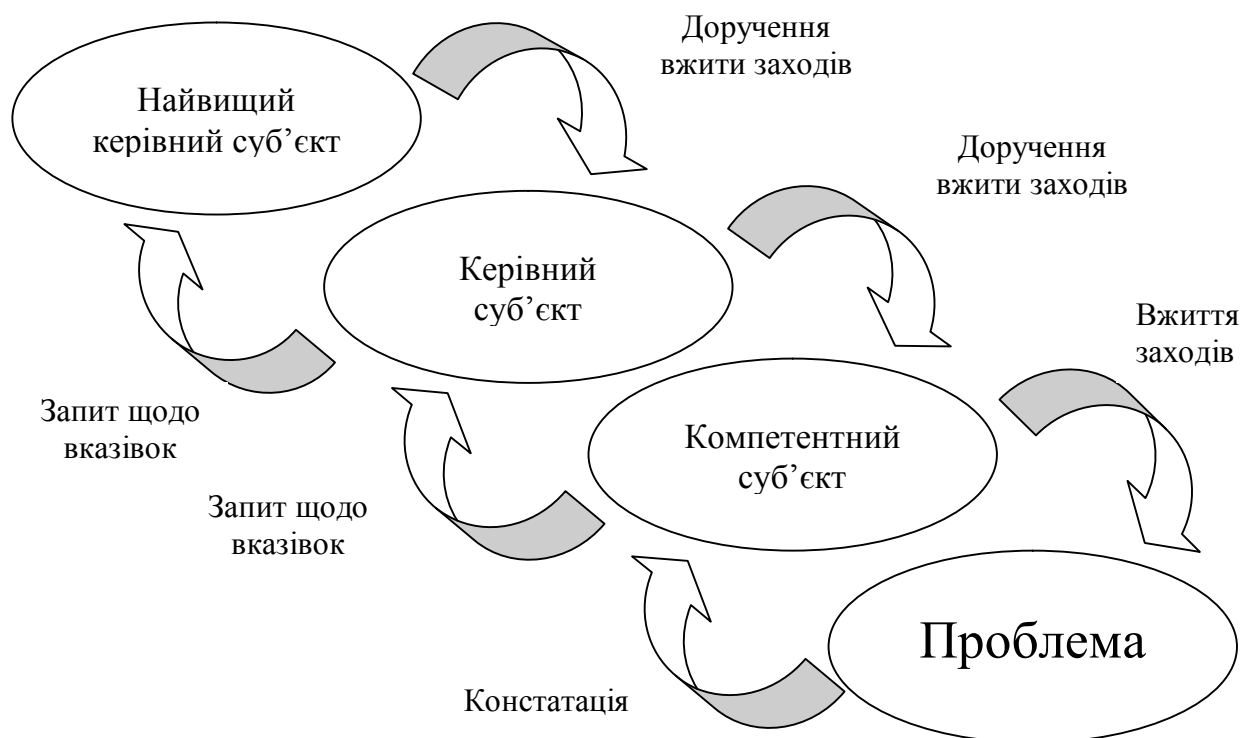 Доручення
вжити заходів
Найвищий
керівний суб’єкт
Доручення
вжити заходів
Керівний
суб’єкт
Вжиття
заходів
Запит щодо
вказівок
Компетентний
суб’єкт
Запит щодо
вказівок
Проблема
Констатація